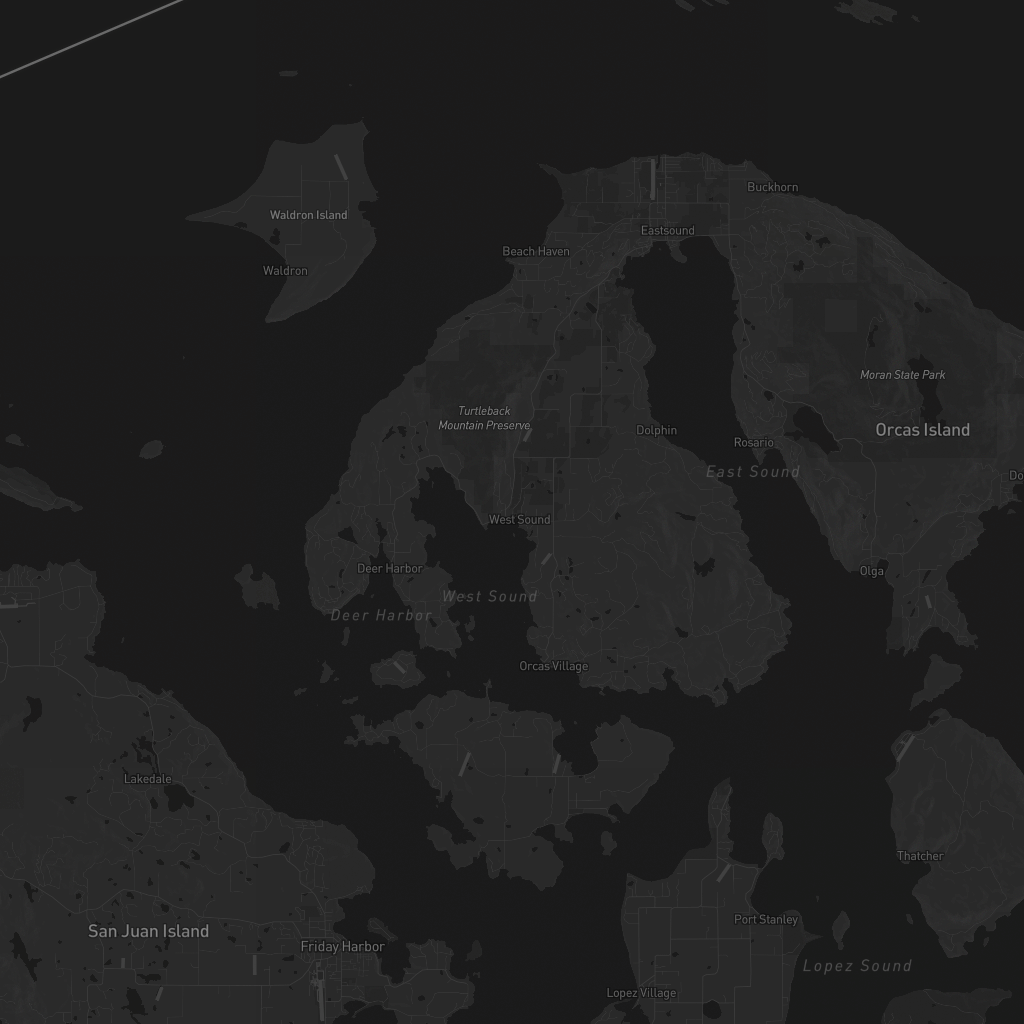 Buckhorn
Waldron Island
Eastsound
Beach Haven
Waldron
Moran State Park
Turtleback
Mountain Preserve
Orcas Island
Dolphin
Rosario
East Sound
Do
West Sound
Deer Harbor
Olga
West Sound
Deer Harbor
Orcas Village
Lakedale
Thatcher
Port Stanley
San Juan Island
Friday Harbor
Lopez Sound
Lopez Village